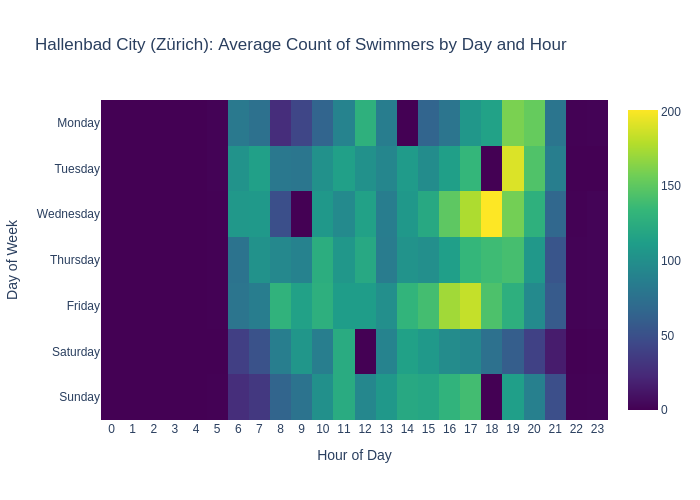 Hallenbad City (Zürich): Average Count of Swimmers by Day and Hour
Day of Week
Monday
Tuesday
Wednesday
Thursday
Friday
Saturday
Sunday
0 1 2 3 4 5 6 7 8 9 10 11 12 13 14 15 16 17 18 19 20 21 22 23
Hour of Day
200
150
100
50
0